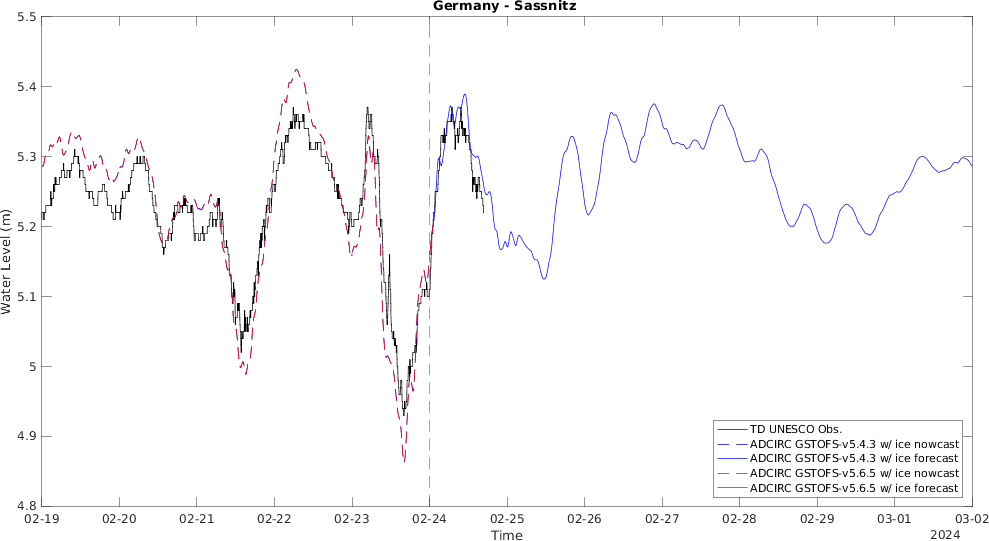 Germany - Sassnitz
5.5
5.4
5.3
5.2
5.1
5
4.9
4.8
Water Level (m)
TD UNESCO Obs.
ADCIRC GSTOFS-v5.4.3 w/ ice nowcast
ADCIRC GSTOFS-v5.4.3 w/ ice forecast
ADCIRC GSTOFS-v5.6.5 w/ ice nowcast
ADCIRC GSTOFS-v5.6.5 w/ ice forecast
02-19 02-20 02-21 02-22 02-23 02-24 02-25 02-26 02-27 02-28 02-29 03-01 03-02
Time
2024